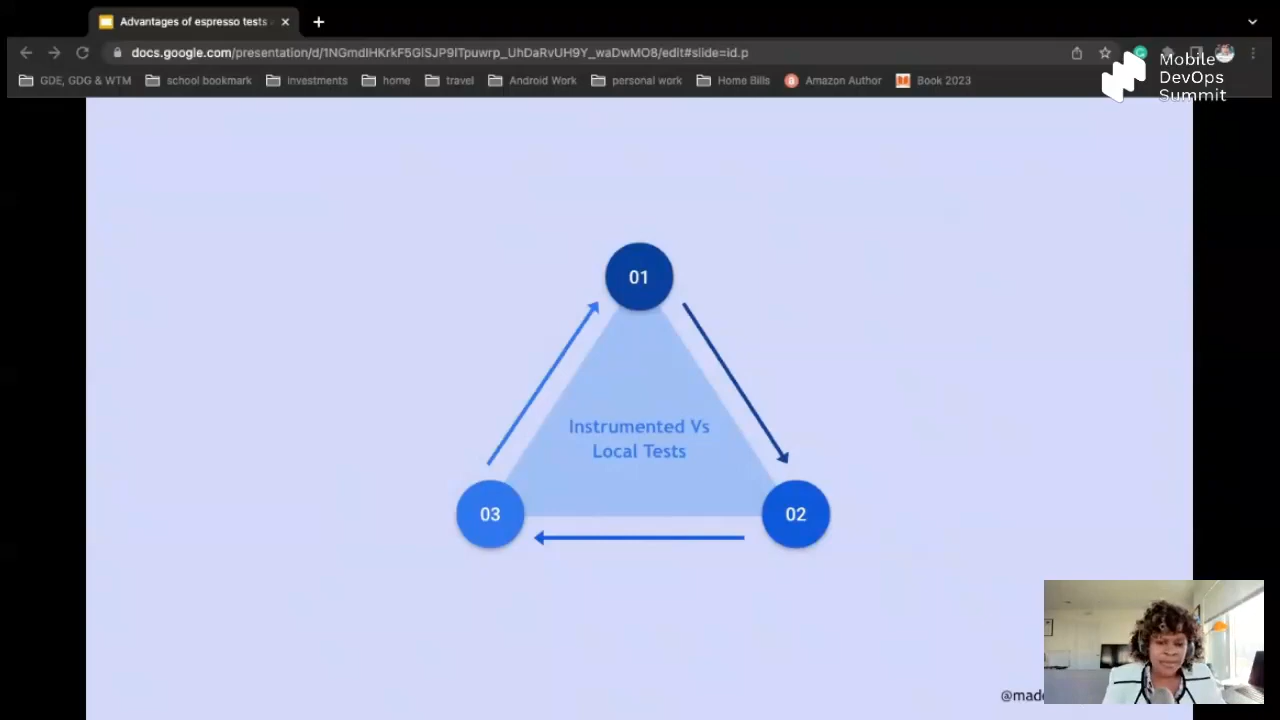 Advantages of espresso tests
docs.google.com/presentation/d/1NGmdIHKrkF5GlSJP9ITpuwrp_UhDaRvUH9Y_waDwMO8/edit#slide=id.p
GDE, GDG & WTM school bookmark Investments home travel Android Work personal work Home Bills Amazon Author Book 2023
Mobile
DevOps
Summit
01
Instrumented Vs
Local Tests
03
02
@made